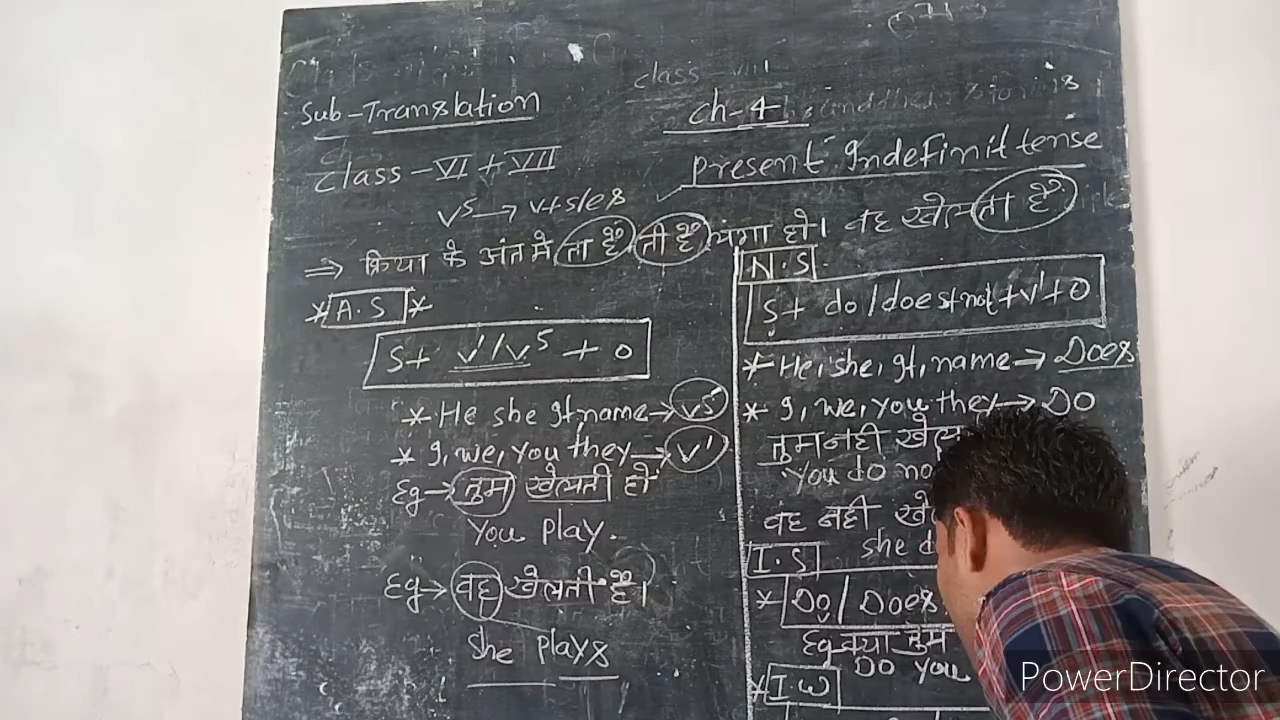 class - VIII
Sub - Translation
ch - 4
class - VI + VII
present Indefinit tense
V5 → V+s/es
⇒ क्रिया के अंत मे ता है ती है लगा हो। वह खेलता है
* A.S *
S + V1/V5 + O
* He she It, name → V5
* I, we, you they → V1
Eg → तुम खेलती हो
You play.
Eg → वह खेलती है।
She plays
N.S
S + do/does + not + V1 + O
* He, she, It, name → Does
* I, we, you they → DO
तुम नही
You do
वह नही
she
I.S
* Do / Does
Eg क्या तुम
Do you
* I.W
PowerDirector